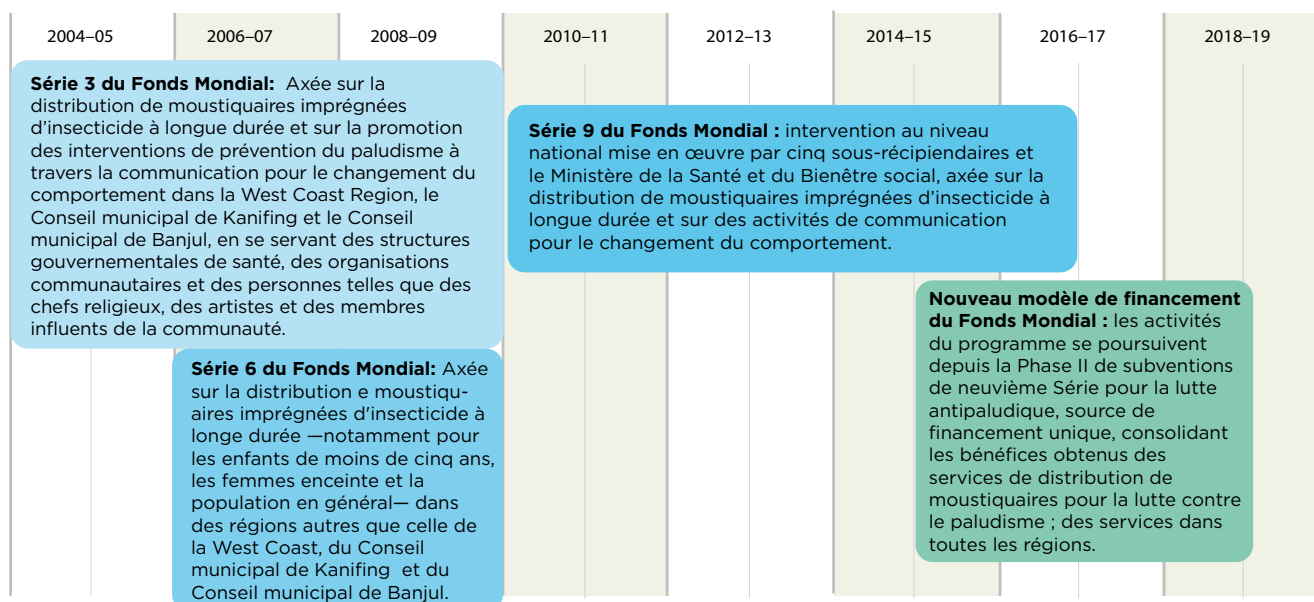 2004–05 2006–07 2008–09 2010–11 2012–13 2014–15 2016–17 2018–19
Série 3 du Fonds Mondial: Axée sur la
distribution de moustiquaires imprégnées
d’insecticide à longue durée et sur la promotion
des interventions de prévention du paludisme à
travers la communication pour le changement du
comportement dans la West Coast Region, le
Conseil municipal de Kanifing et le Conseil
municipal de Banjul, en se servant des structures
gouvernementales de santé, des organisations
communautaires et des personnes telles que des
chefs religieux, des artistes et des membres
influents de la communauté.
Série 9 du Fonds Mondial : intervention au niveau
national mise en œuvre par cinq sous-récipiendaires et
le Ministère de la Santé et du Bienêtre social, axée sur la
distribution de moustiquaires imprégnées d’insecticide à
longue durée et sur des activités de communication
pour le changement du comportement.
Série 6 du Fonds Mondial: Axée
sur la distribution e moustiqu-
aires imprégnées d'insecticide à
longe durée —notamment pour
les enfants de moins de cinq ans,
les femmes enceinte et la
population en général— dans
des régions autres que celle de
la West Coast, du Conseil
municipal de Kanifing et du
Conseil municipal de Banjul.
Nouveau modèle de financement
du Fonds Mondial : les activités
du programme se poursuivent
depuis la Phase II de subventions
de neuvième Série pour la lutte
antipaludique, source de
financement unique, consolidant
les bénéfices obtenus des
services de distribution de
moustiquaires pour la lutte contre
le paludisme ; des services dans
toutes les régions.